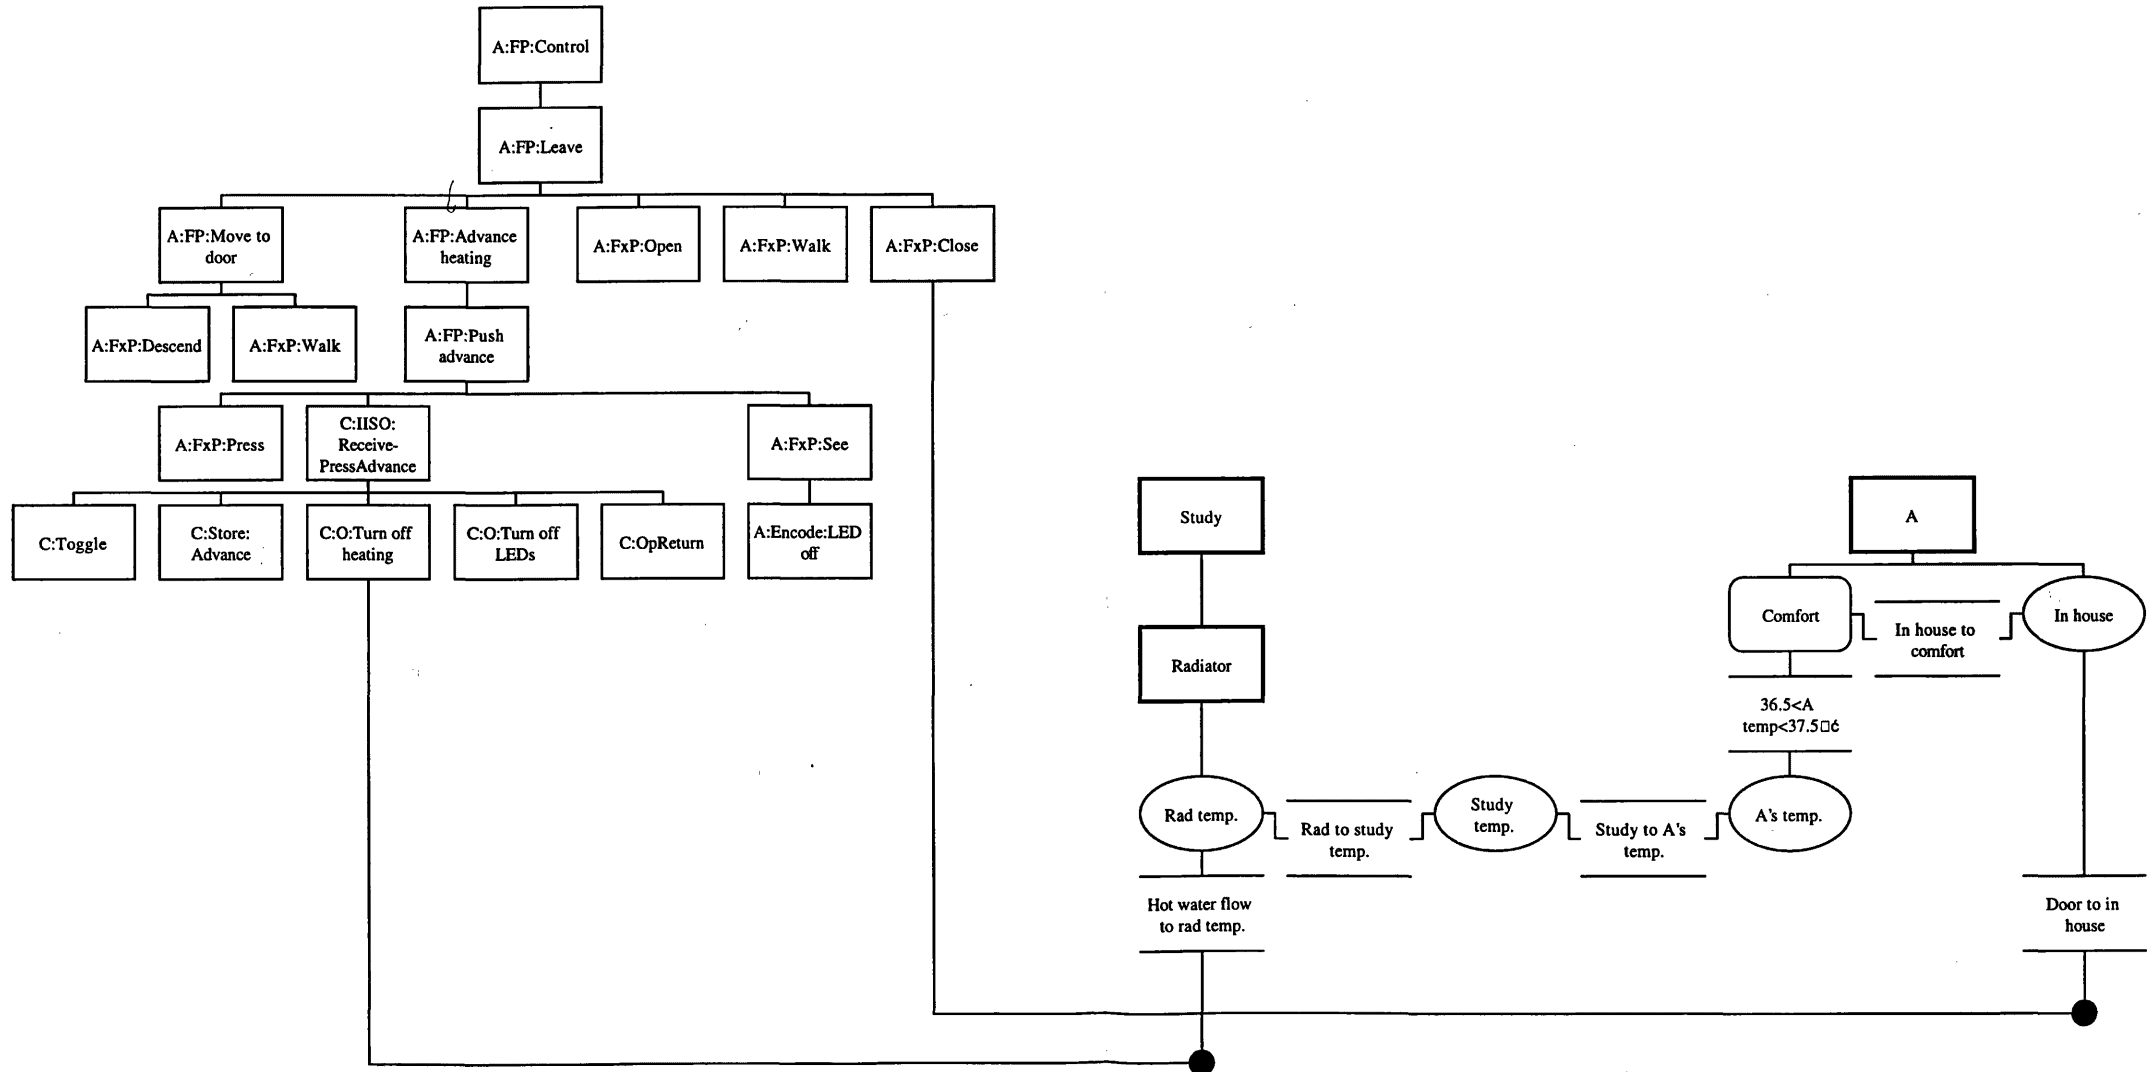 A:FP:Control
A:FP:Leave
A:FP:Move to
door
A:FP:Advance
heating
A:FxP:Open
A:FxP:Walk
A:FxP:Close
A:FxP:Descend
A:FxP:Walk
A:FP:Push
advance
A:FxP:Press
C:IISO:
Receive-
PressAdvance
A:FxP:See
C:Toggle
C:Store:
Advance
C:O:Turn off
heating
C:O:Turn off
LEDs
C:OpReturn
A:Encode:LED
off
Study
A
Radiator
Comfort
In house to
comfort
In house
36.5<A
temp<37.5□¢
Rad temp.
Rad to study
temp.
Study
temp.
Study to A's
temp.
A's temp.
Hot water flow
to rad temp.
Door to in
house